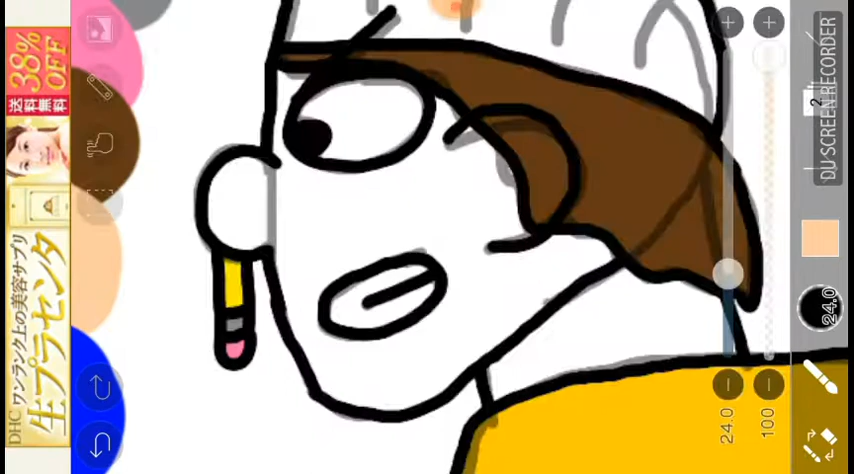 38%
OFF
送料無料
DHC ワンランク上の美容サプリ
生プラセンタ
DU SCREEN RECORDER
2
24.0
24.0
100